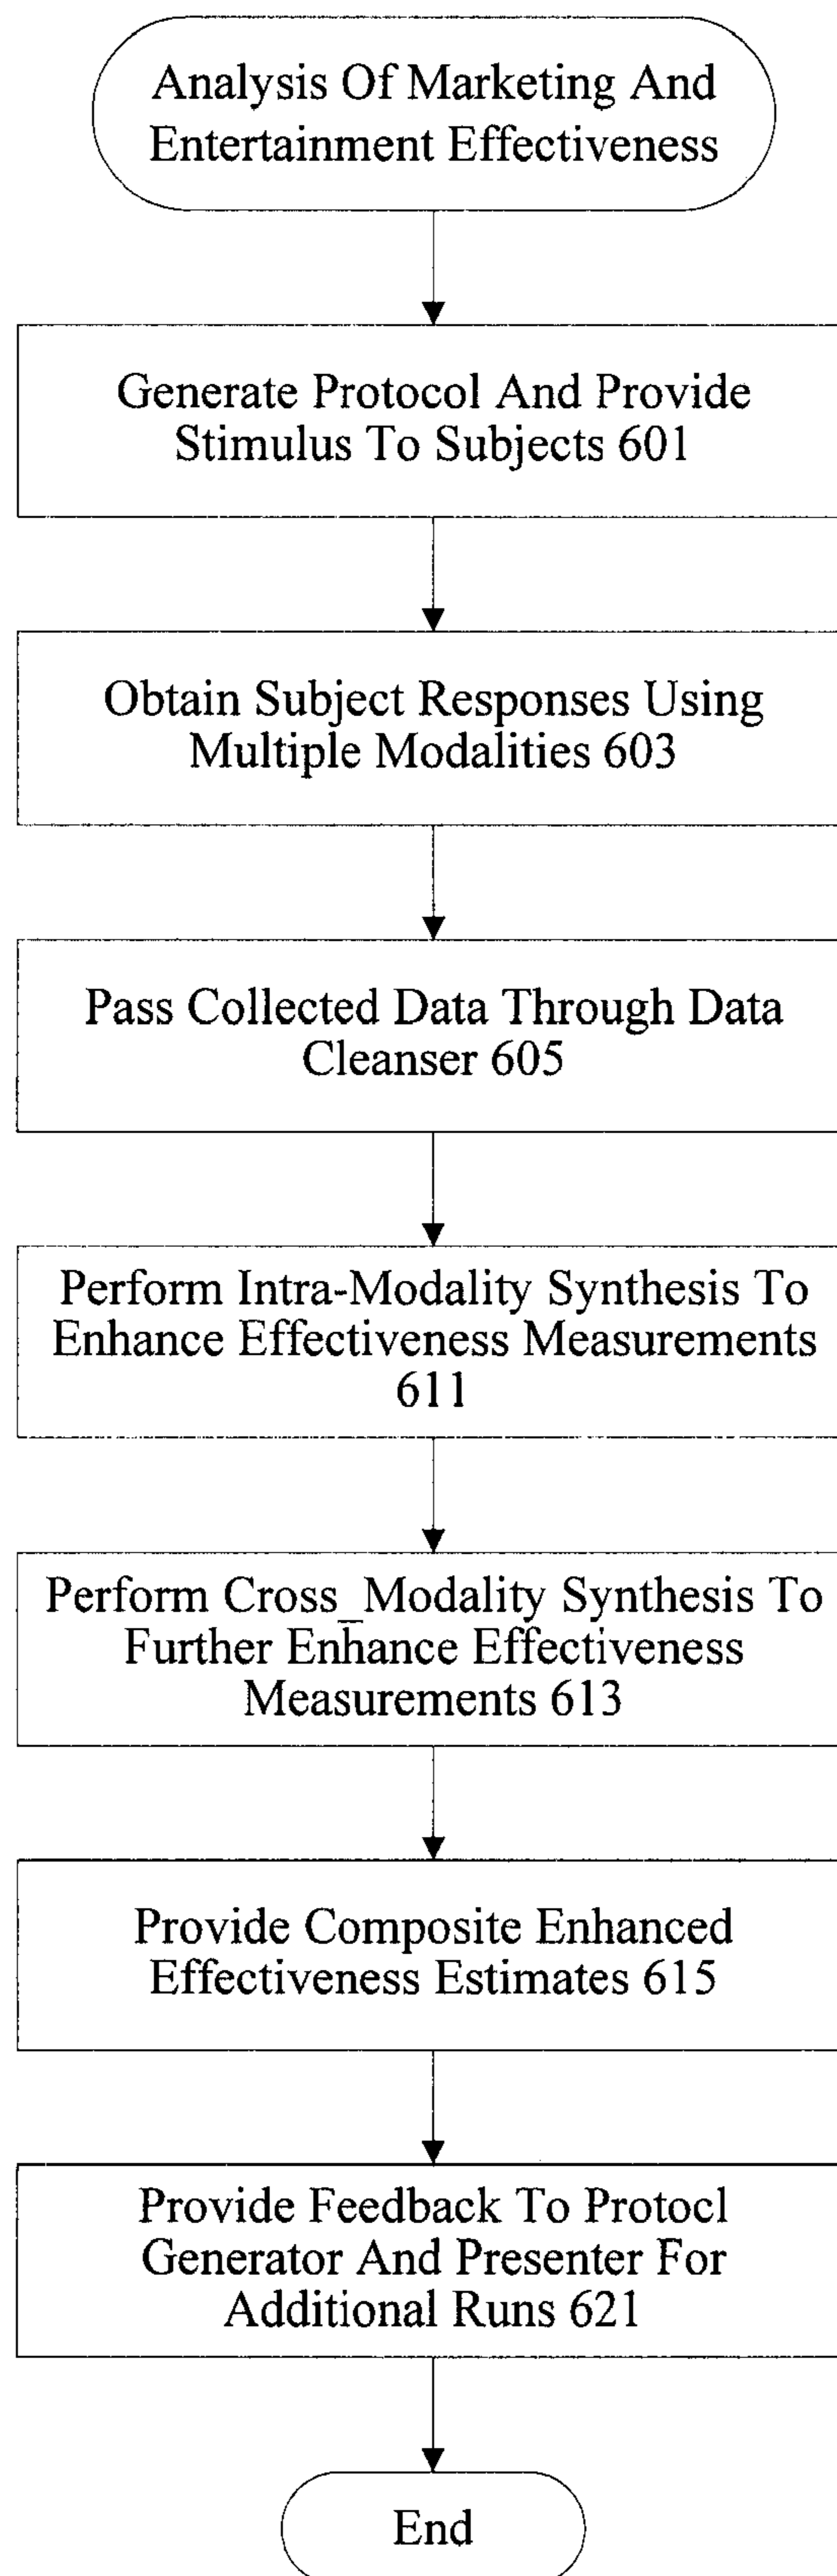 Analysis Of Marketing And
Entertainment Effectiveness
Generate Protocol And Provide
Stimulus To Subjects 601
Obtain Subject Responses Using
Multiple Modalities 603
Pass Collected Data Through Data
Cleanser 605
Perform Intra-Modality Synthesis To
Enhance Effectiveness Measurements
611
Perform Cross_Modality Synthesis To
Further Enhance Effectiveness
Measurements 613
Provide Composite Enhanced
Effectiveness Estimates 615
Provide Feedback To Protocl
Generator And Presenter For
Additional Runs 621
End